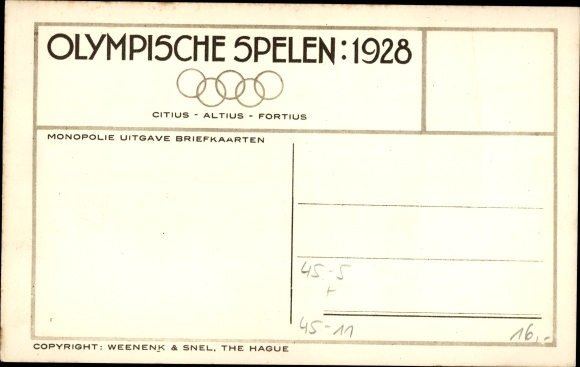 OLYMPISCHE SPELEN: 1928
CITIUS - ALTIUS - FORTIUS
MONOPOLIE UITGAVE BRIEFKAARTEN
45-5
+
45-11
16,-
COPYRIGHT: WEENENK & SNEL, THE HAGUE